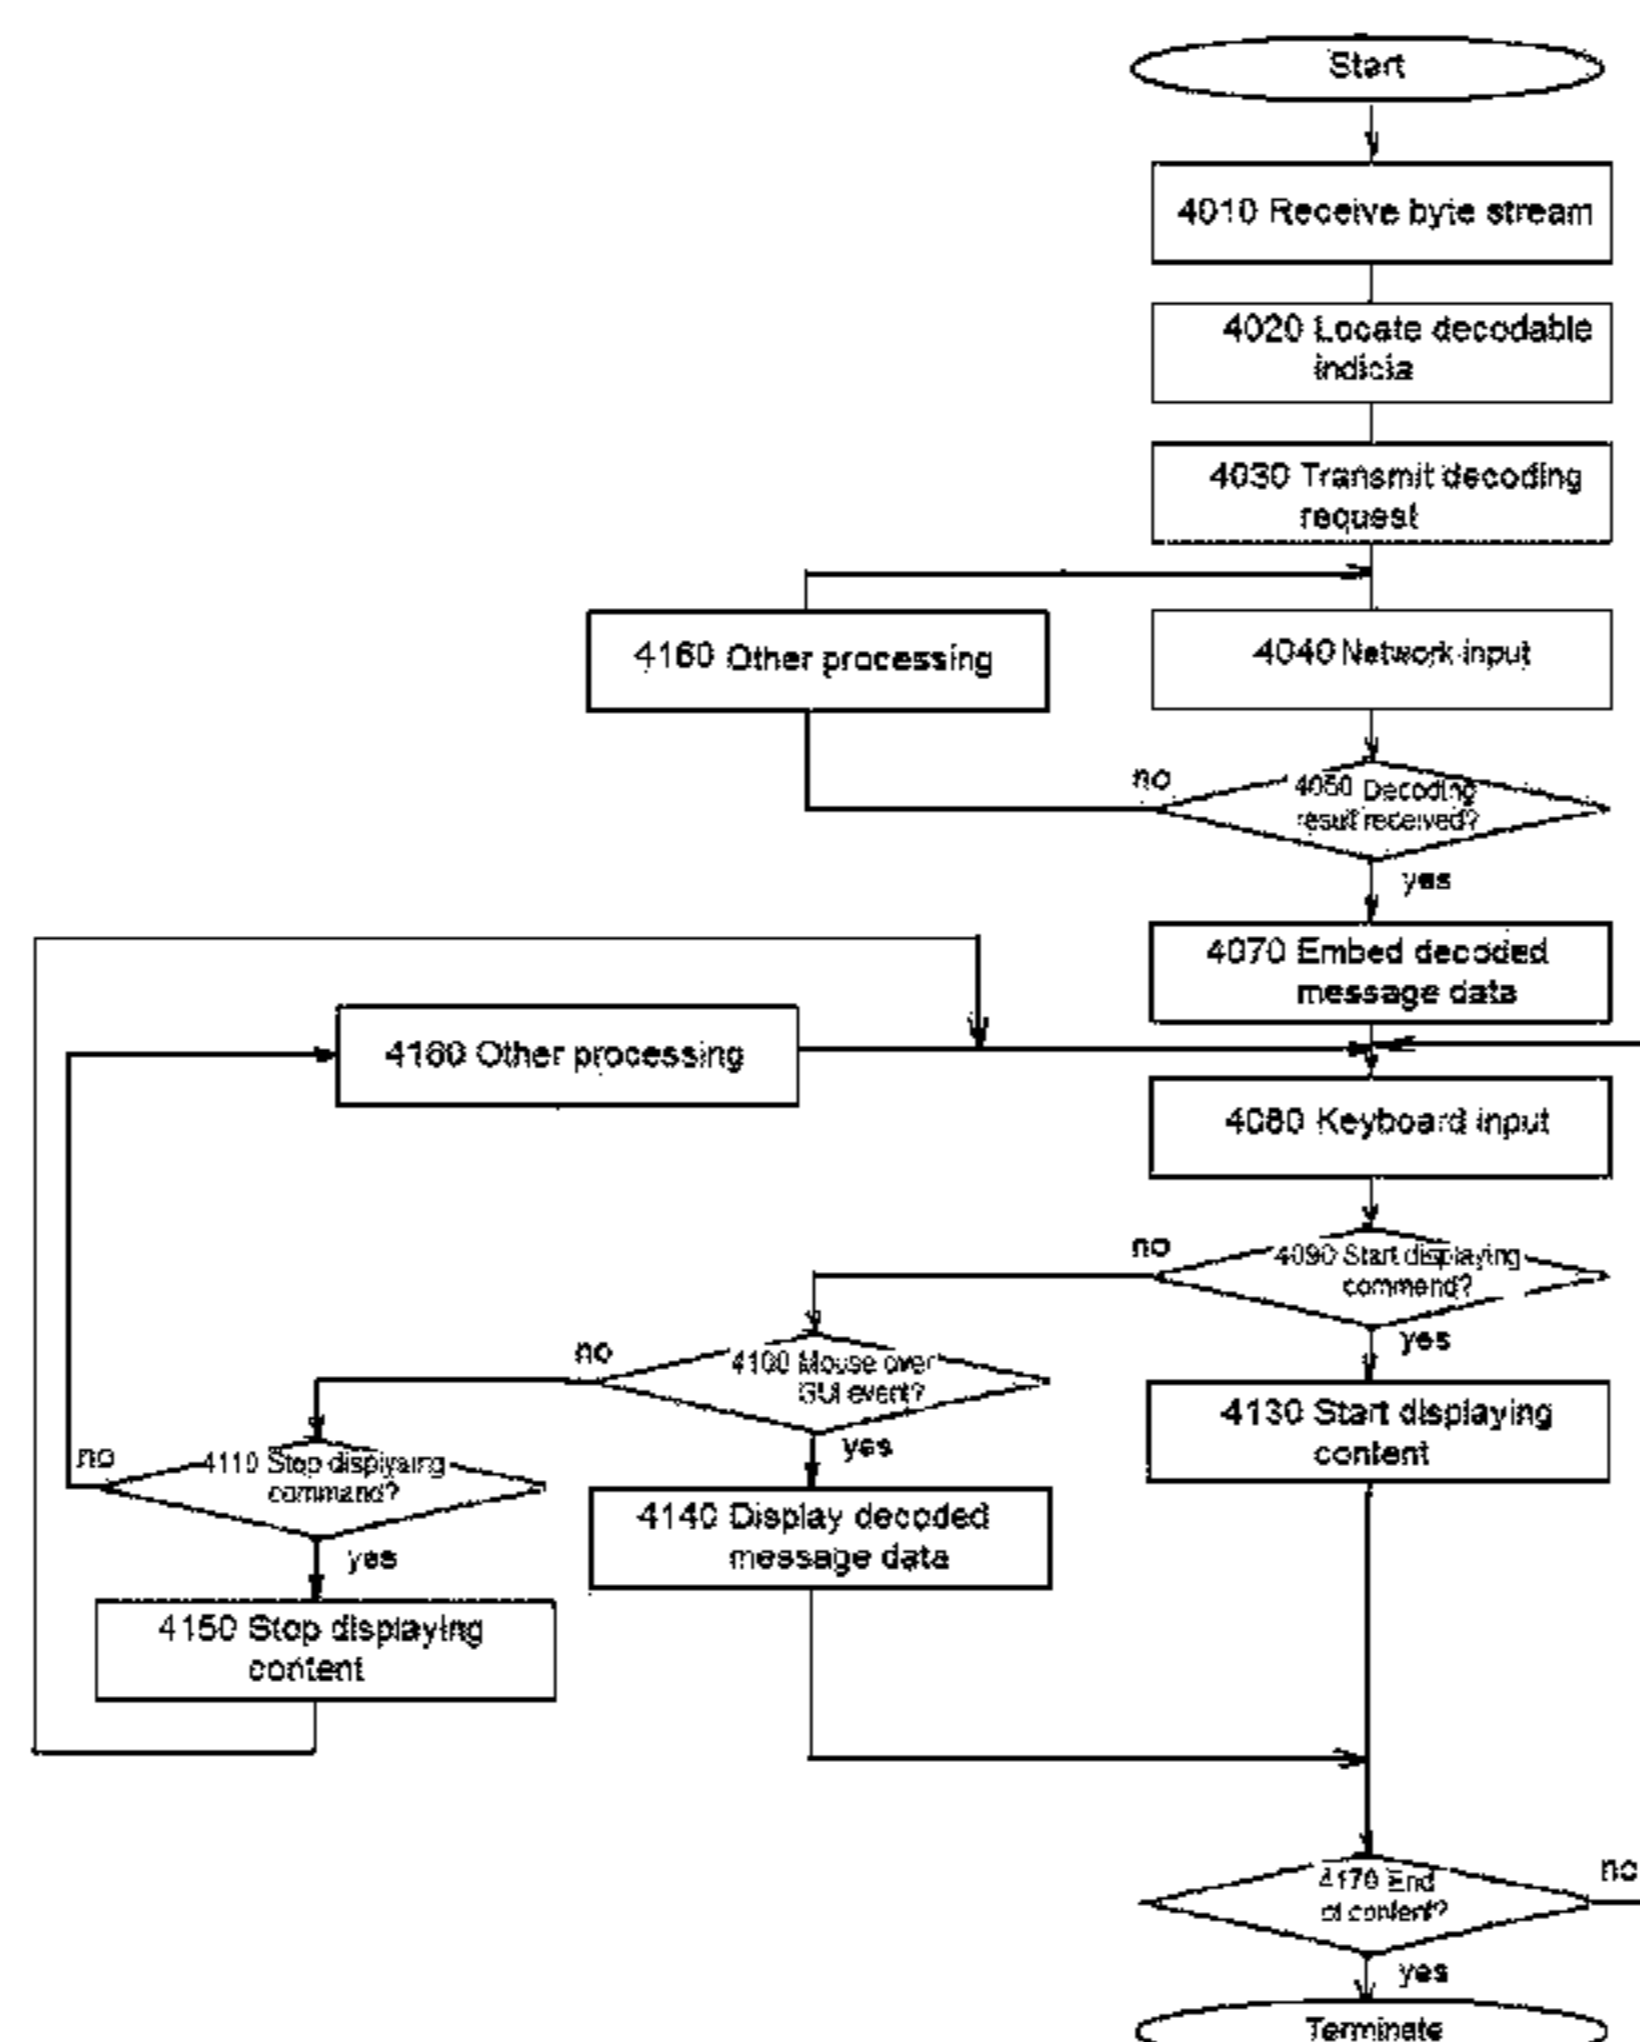 Start
4010 Receive byte stream
4020 Locate decodable
indicia
4030 Transmit decoding
request
4160 Other processing
4040 Network input
no
4050 Decoding
result received?
yes
4070 Embed decoded
message data
4160 Other processing
4080 Keyboard input
no
4090 Start displaying
commend?
yes
no
4100 Mouse over
GUI event?
yes
4130 Start displaying
content
no
4110 Stop displyaing
command?
yes
4140 Display decoded
message data
4150 Stop displaying
content
4170 End
of content?
no
yes
Terminate